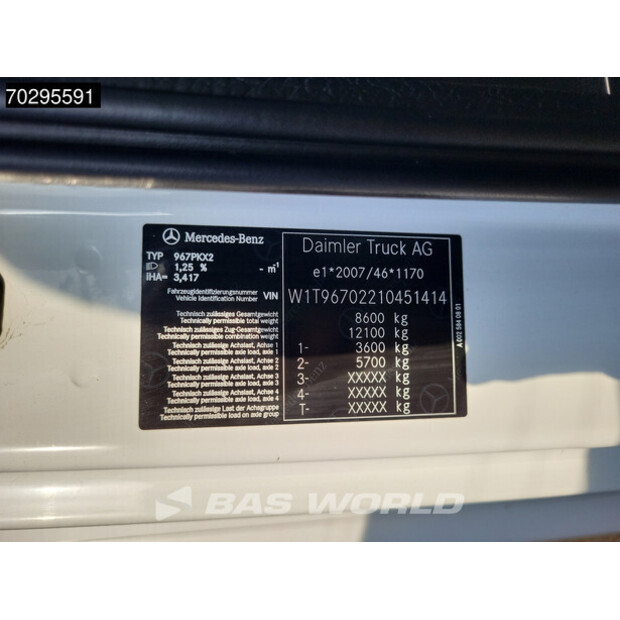 70295591
Mercedes-Benz
Daimler Truck AG
TYP 967PKX2
1,25 % - m¹
iHA= 3,417
e1*2007/46*1170
Fahrzeugidentifizierungsnummer
Vehicle Identification Number VIN
W1T96702210451414
Technisch zulässiges Gesamtgewicht
Technically permissible total weight
8600 kg
Technisch zulässiges Zug-Gesamtgewicht
Technically permissible combination weight
12100 kg
Technisch zulässige Achslast, Achse 1
Technically permissible axle load, axle 1
1- 3600 kg
Technisch zulässige Achslast, Achse 2
Technically permissible axle load, axle 2
2- 5700 kg
Technisch zulässige Achslast, Achse 3
Technically permissible axle load, axle 3
3- XXXXX kg
Technisch zulässige Achslast, Achse 4
Technically permissible axle load, axle 4
4- XXXXX kg
Technisch zulässige Last der Achsgruppe
Technically permissible load on axle group
T- XXXXX kg
A 002 584 08 01
BAS WORLD